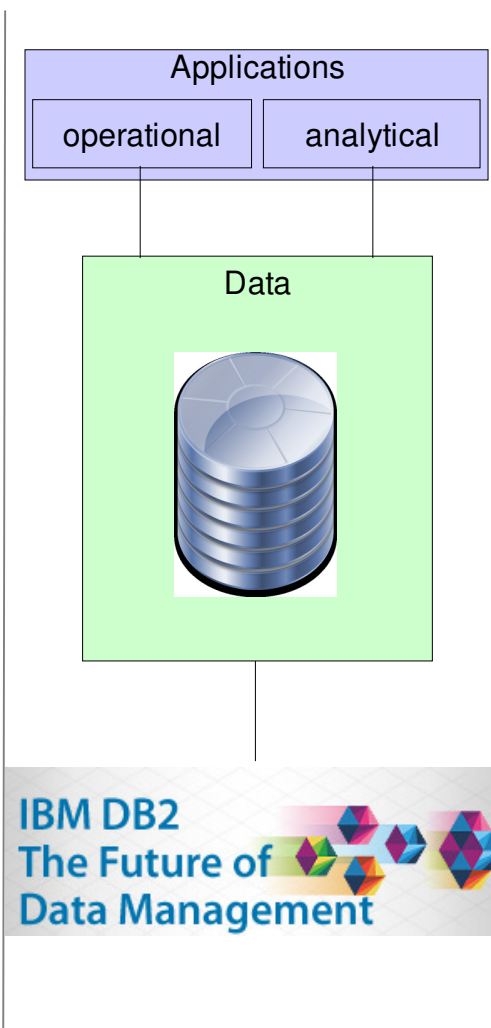 Applications
operational
analytical
Data
IBM DB2
The Future of
Data Management